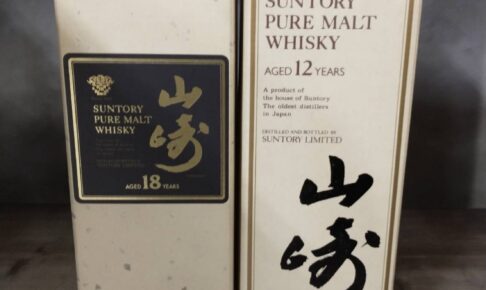 SUNTORY
PURE MALT
WHISKY
山崎
AGED 18 YEARS
SUNTORY
PURE MALT
WHISKY
AGED 12 YEARS
A product of
the house of Suntory
The oldest distillers
in Japan
DISTILLED AND BOTTLED BY
SUNTORY LIMITED
山崎